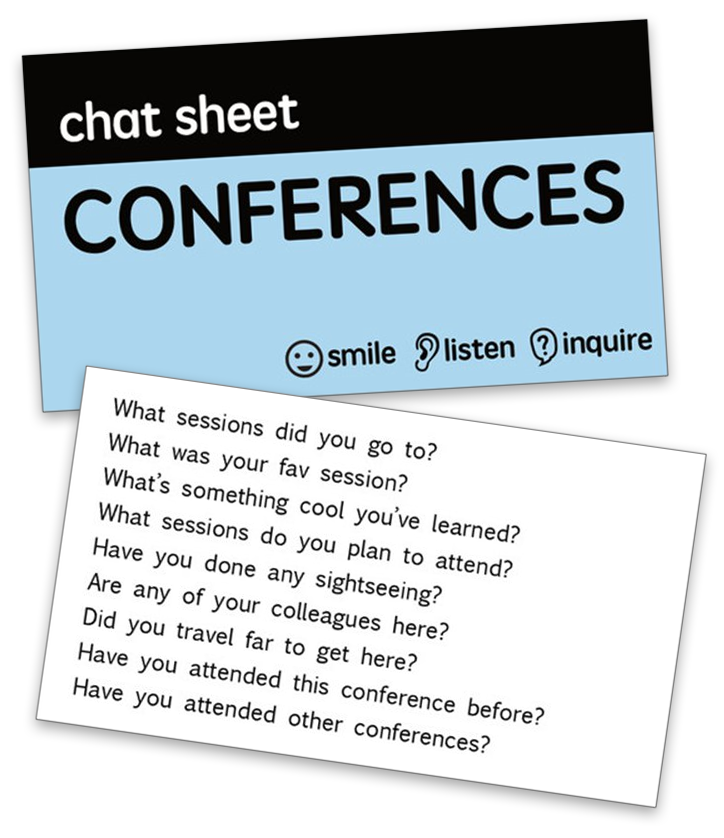 chat sheet
CONFERENCES
smile listen inquire
What sessions did you go to?
What was your fav session?
What’s something cool you’ve learned?
What sessions do you plan to attend?
Have you done any sightseeing?
Are any of your colleagues here?
Did you travel far to get here?
Have you attended this conference before?
Have you attended other conferences?